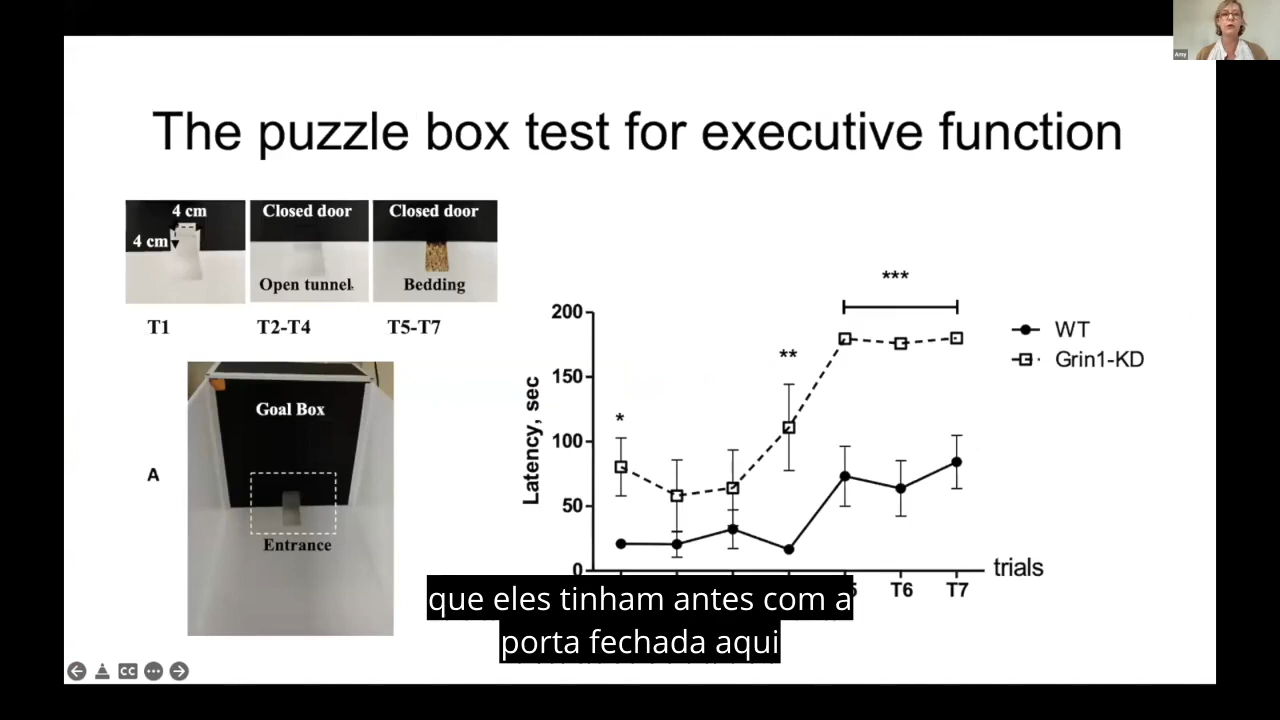 Amy
The puzzle box test for executive function
4 cm
4 cm
Closed door
Open tunnel
Closed door
Bedding
T1
T2-T4
T5-T7
A
Goal Box
Entrance
Latency, sec
200
150
100
50
0
*
**
***
WT
Grin1-KD
trials
T6
T7
que eles tinham antes com a
porta fechada aqui
CC